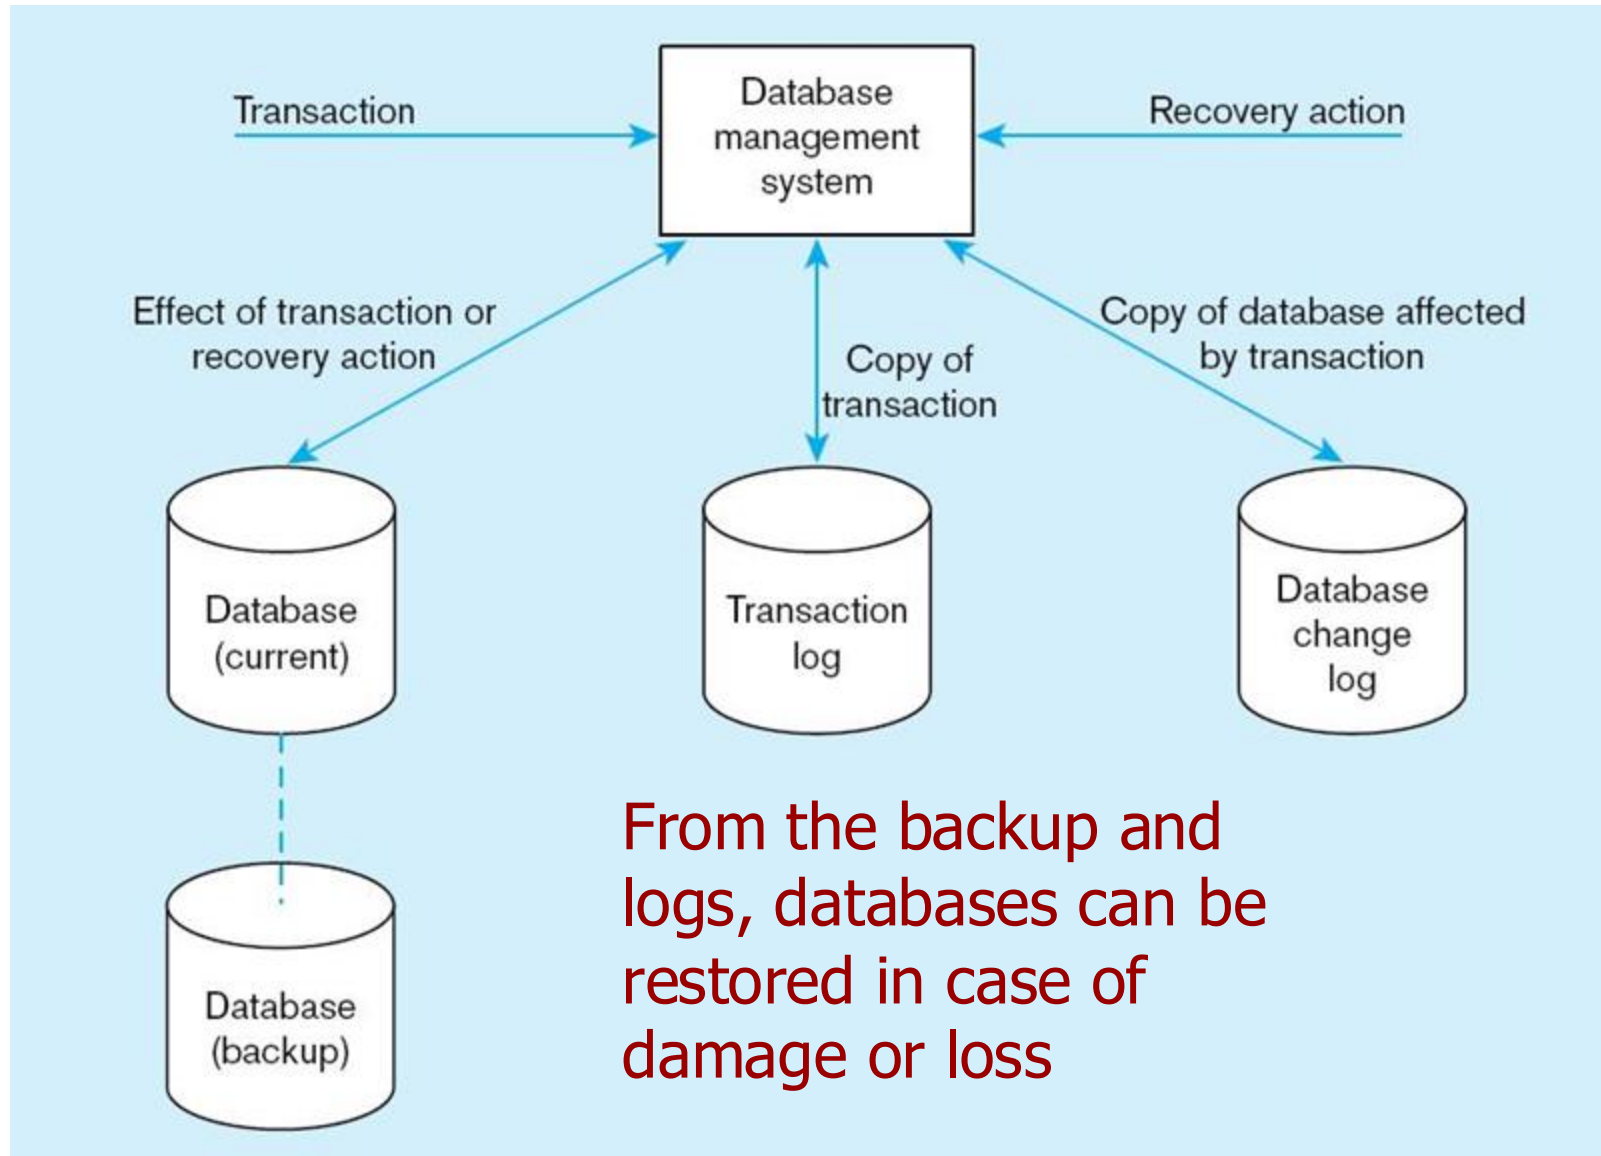 Transaction
Database
management
system
Recovery action
Effect of transaction or
recovery action
Copy of
transaction
Copy of database affected
by transaction
Database
(current)
Transaction
log
Database
change
log
Database
(backup)
From the backup and
logs, databases can be
restored in case of
damage or loss